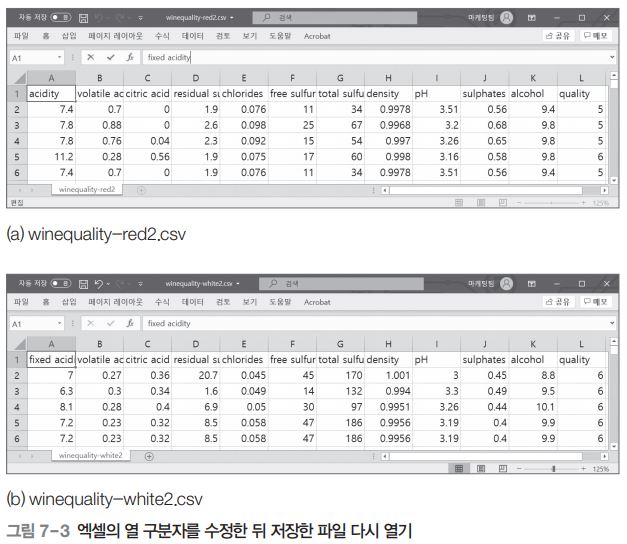 자동 저장 winequality-red2.csv 검색 마케팅팀
파일 홈 삽입 페이지 레이아웃 수식 데이터 검토 보기 도움말 Acrobat 공유 메모
A1 fx fixed acidity
A B C D E F G H I J K L
1 acidity volatile ac citric acid residual su chlorides free sulfur total sulfu density pH sulphates alcohol quality
2 7.4 0.7 0 1.9 0.076 11 34 0.9978 3.51 0.56 9.4 5
3 7.8 0.88 0 2.6 0.098 25 67 0.9968 3.2 0.68 9.8 5
4 7.8 0.76 0.04 2.3 0.092 15 54 0.997 3.26 0.65 9.8 5
5 11.2 0.28 0.56 1.9 0.075 17 60 0.998 3.16 0.58 9.8 6
6 7.4 0.7 0 1.9 0.076 11 34 0.9978 3.51 0.56 9.4 5
winequality-red2
편집 125%
(a) winequality-red2.csv
자동 저장 winequality-white2.csv 검색 마케팅팀
파일 홈 삽입 페이지 레이아웃 수식 데이터 검토 보기 도움말 Acrobat 공유 메모
A1 fx fixed acidity
A B C D E F G H I J K L
1 fixed acid volatile ac citric acid residual su chlorides free sulfur total sulfu density pH sulphates alcohol quality
2 7 0.27 0.36 20.7 0.045 45 170 1.001 3 0.45 8.8 6
3 6.3 0.3 0.34 1.6 0.049 14 132 0.994 3.3 0.49 9.5 6
4 8.1 0.28 0.4 6.9 0.05 30 97 0.9951 3.26 0.44 10.1 6
5 7.2 0.23 0.32 8.5 0.058 47 186 0.9956 3.19 0.4 9.9 6
6 7.2 0.23 0.32 8.5 0.058 47 186 0.9956 3.19 0.4 9.9 6
winequality-white2
125%
(b) winequality-white2.csv
그림 7-3 엑셀의 열 구분자를 수정한 뒤 저장한 파일 다시 열기